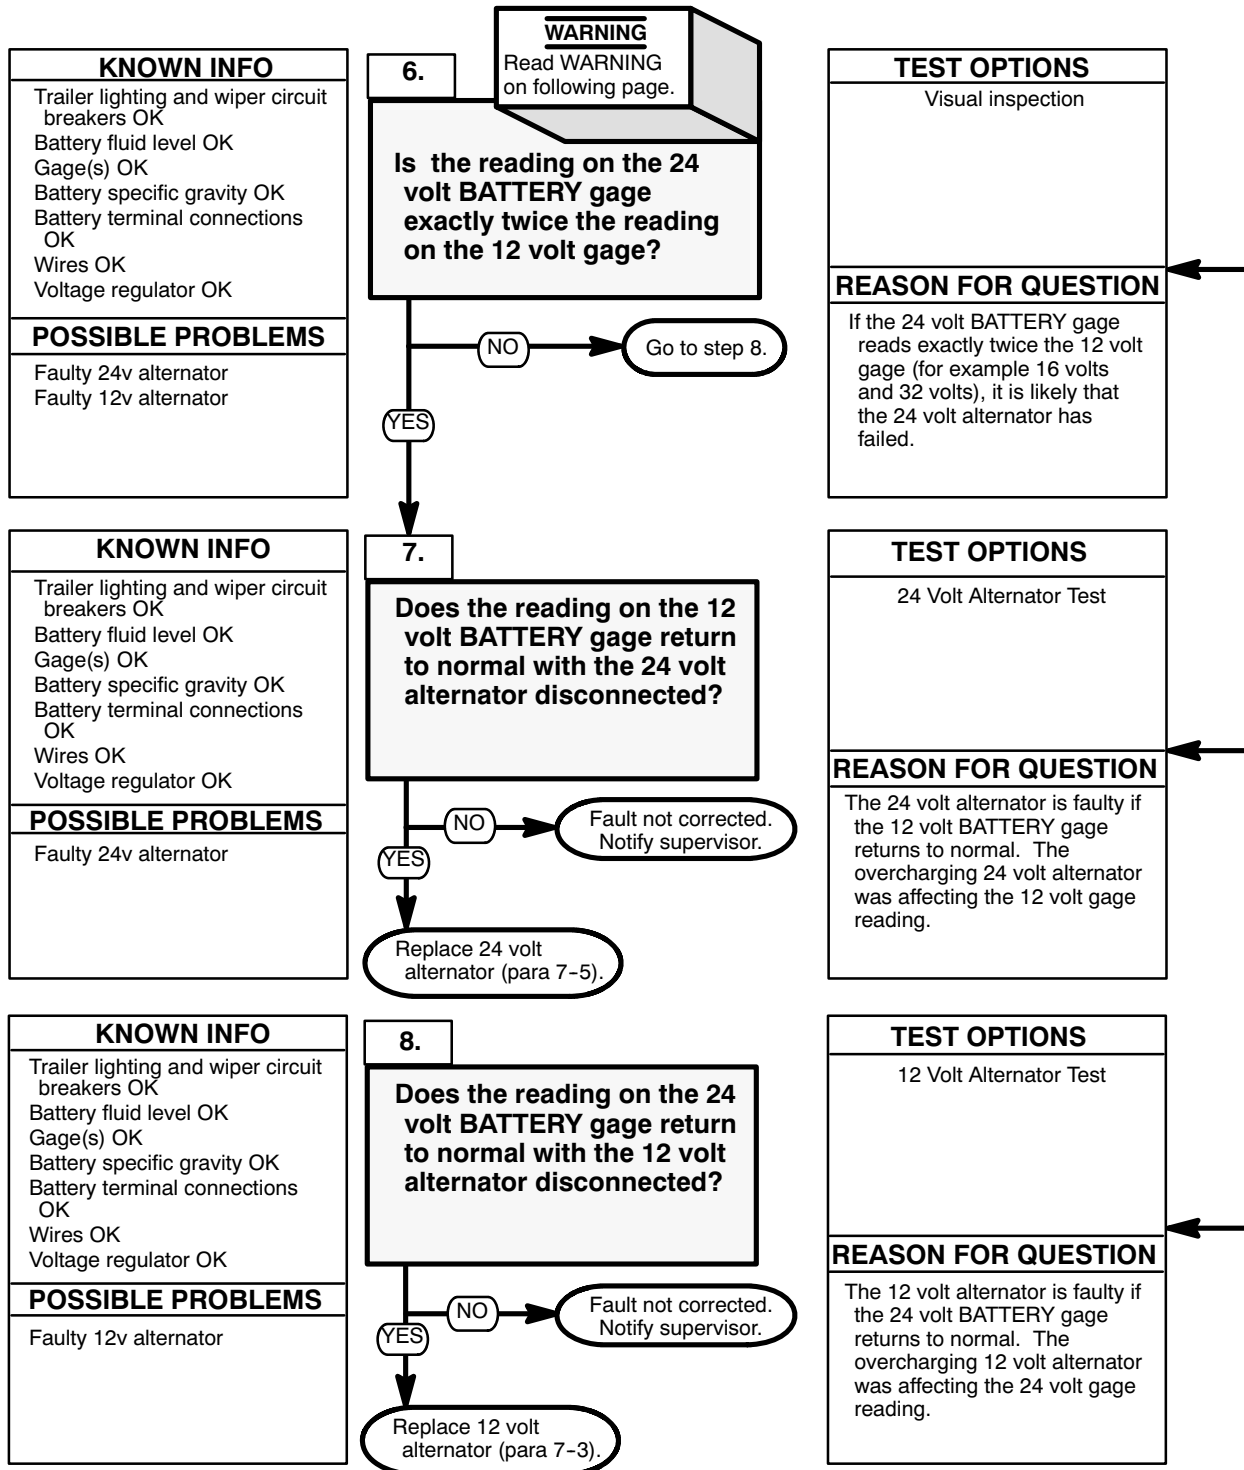 KNOWN INFO
Trailer lighting and wiper circuit
breakers OK
Battery fluid level OK
Gage(s) OK
Battery specific gravity OK
Battery terminal connections
OK
Wires OK
Voltage regulator OK
POSSIBLE PROBLEMS
Faulty 24v alternator
Faulty 12v alternator
6.
WARNING
Read WARNING
on following page.
Is the reading on the 24
volt BATTERY gage
exactly twice the reading
on the 12 volt gage?
NO
Go to step 8.
YES
TEST OPTIONS
Visual inspection
REASON FOR QUESTION
If the 24 volt BATTERY gage
reads exactly twice the 12 volt
gage (for example 16 volts
and 32 volts), it is likely that
the 24 volt alternator has
failed.
KNOWN INFO
Trailer lighting and wiper circuit
breakers OK
Battery fluid level OK
Gage(s) OK
Battery specific gravity OK
Battery terminal connections
OK
Wires OK
Voltage regulator OK
POSSIBLE PROBLEMS
Faulty 24v alternator
7.
Does the reading on the 12
volt BATTERY gage return
to normal with the 24 volt
alternator disconnected?
NO
Fault not corrected.
Notify supervisor.
YES
Replace 24 volt
alternator (para 7-5).
TEST OPTIONS
24 Volt Alternator Test
REASON FOR QUESTION
The 24 volt alternator is faulty if
the 12 volt BATTERY gage
returns to normal. The
overcharging 24 volt alternator
was affecting the 12 volt gage
reading.
KNOWN INFO
Trailer lighting and wiper circuit
breakers OK
Battery fluid level OK
Gage(s) OK
Battery specific gravity OK
Battery terminal connections
OK
Wires OK
Voltage regulator OK
POSSIBLE PROBLEMS
Faulty 12v alternator
8.
Does the reading on the 24
volt BATTERY gage return
to normal with the 12 volt
alternator disconnected?
NO
Fault not corrected.
Notify supervisor.
YES
Replace 12 volt
alternator (para 7-3).
TEST OPTIONS
12 Volt Alternator Test
REASON FOR QUESTION
The 12 volt alternator is faulty if
the 24 volt BATTERY gage
returns to normal. The
overcharging 12 volt alternator
was affecting the 24 volt gage
reading.